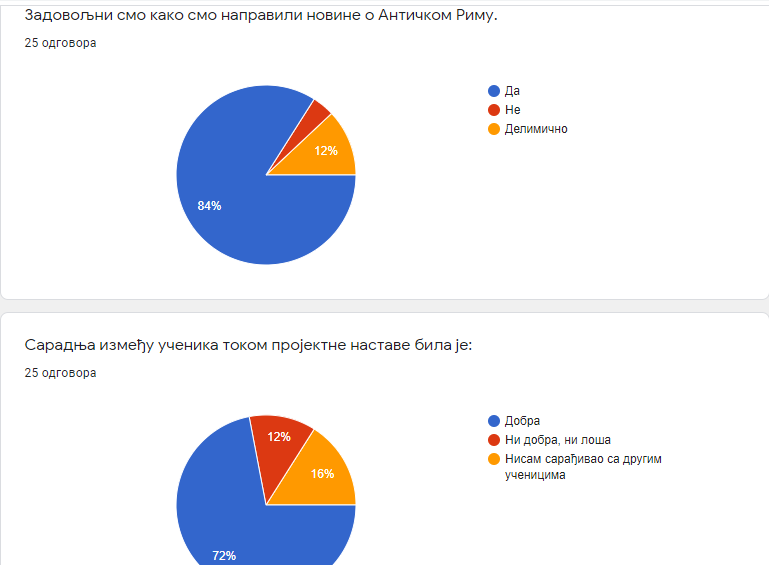 Задовољни смо како смо направили новине о Античком Риму.
25 одговора
Да
Не
Делимично
12%
84%
Сарадња између ученика током пројектне наставе била је:
25 одговора
Добра
Ни добра, ни лоша
Нисам сарађивао са другим
ученицима
12%
16%
72%